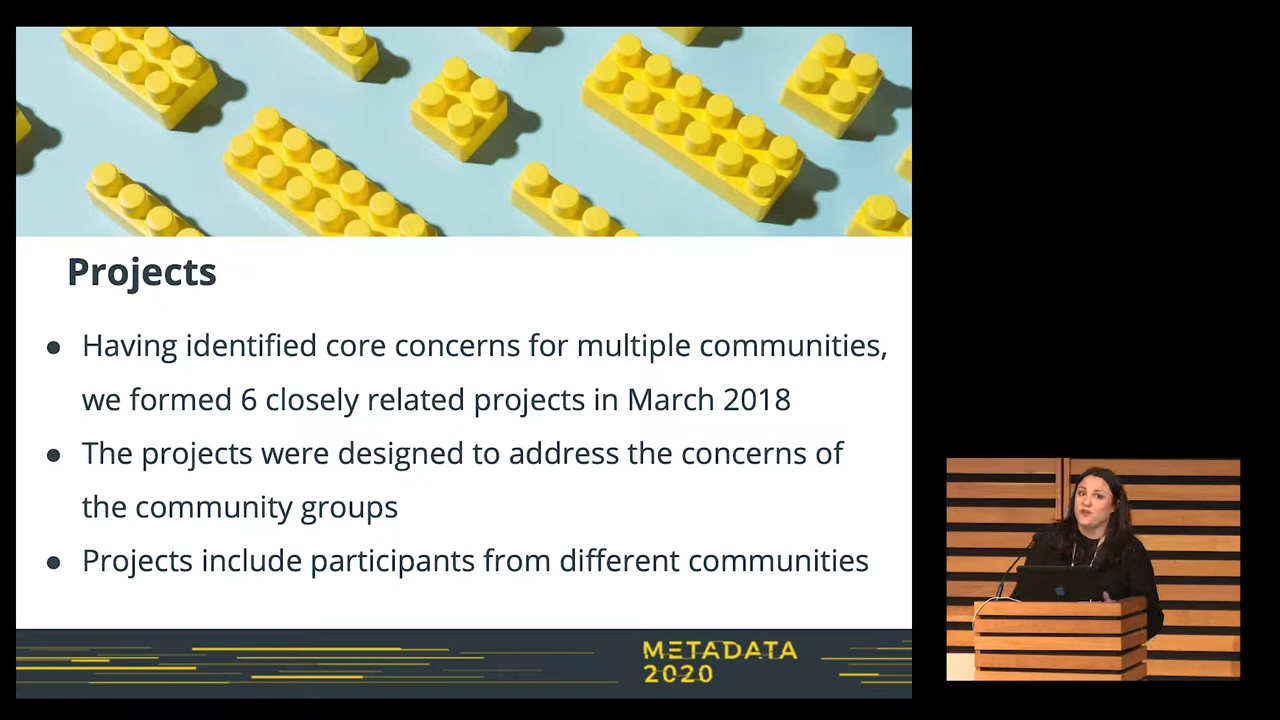 Projects
● Having identified core concerns for multiple communities,
we formed 6 closely related projects in March 2018
● The projects were designed to address the concerns of
the community groups
● Projects include participants from different communities
METADATA
2020